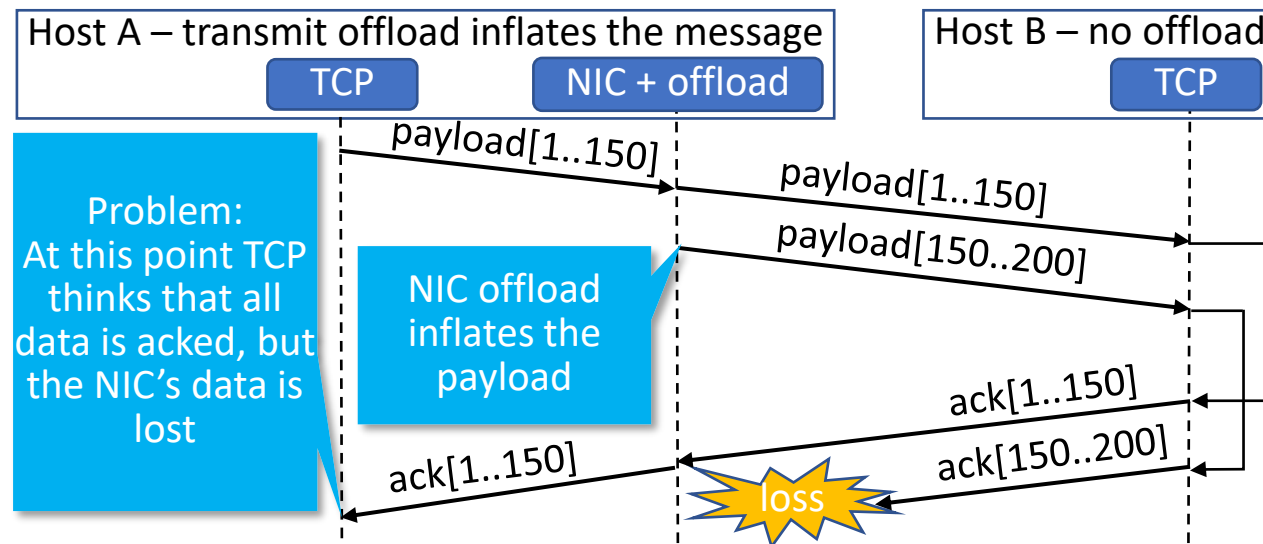 Host A – transmit offload inflates the message
Host B – no offload
TCP
NIC + offload
TCP
payload[1..150]
payload[1..150]
payload[150..200]
Problem:
At this point TCP
thinks that all
data is acked, but
the NIC's data is
lost
NIC offload
inflates the
payload
ack[1..150]
ack[150..200]
ack[1..150]
loss